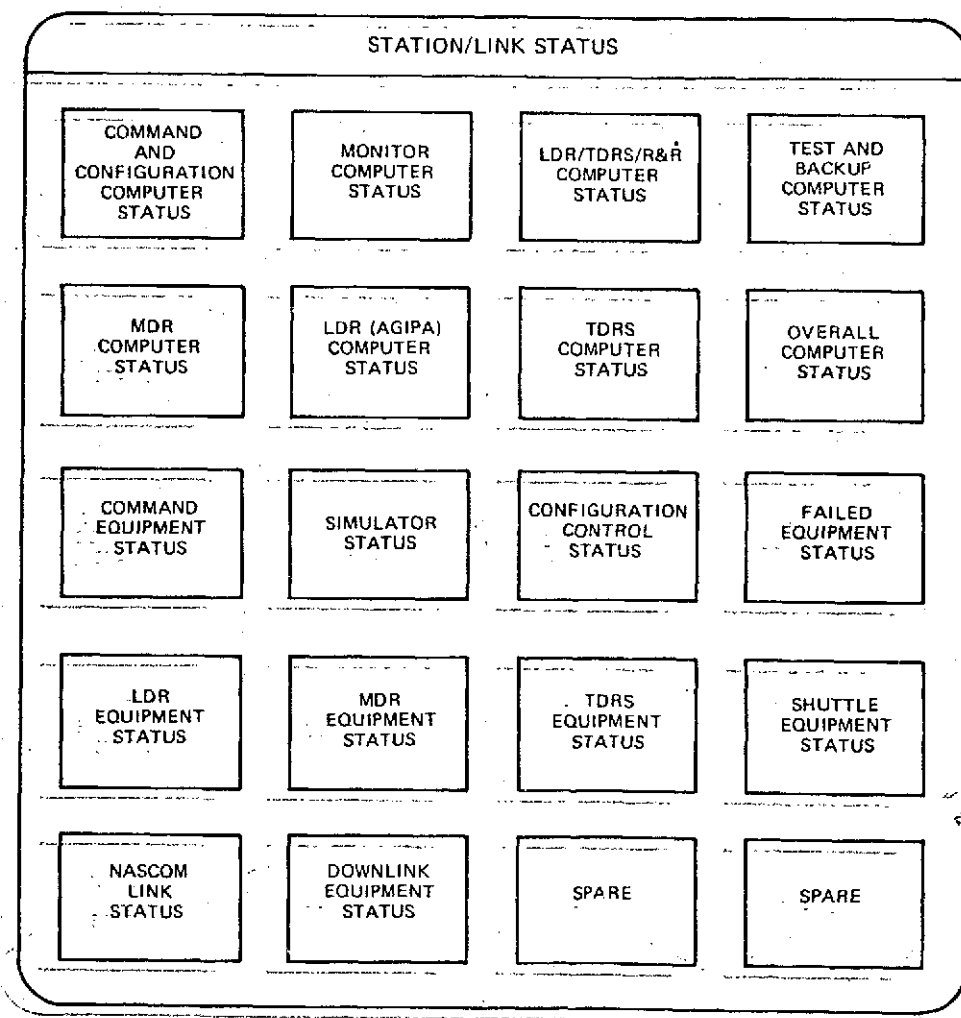 STATION/LINK STATUS
COMMAND
AND
CONFIGURATION
COMPUTER
STATUS
MONITOR
COMPUTER
STATUS
LDR/TDRS/R&R
COMPUTER
STATUS
TEST AND
BACKUP
COMPUTER
STATUS
MDR
COMPUTER
STATUS
LDR (AGIPA)
COMPUTER
STATUS
TDRS
COMPUTER
STATUS
OVERALL
COMPUTER
STATUS
COMMAND
EQUIPMENT
STATUS
SIMULATOR
STATUS
CONFIGURATION
CONTROL
STATUS
FAILED
EQUIPMENT
STATUS
LDR
EQUIPMENT
STATUS
MDR
EQUIPMENT
STATUS
TDRS
EQUIPMENT
STATUS
SHUTTLE
EQUIPMENT
STATUS
NASCOM
LINK
STATUS
DOWNLINK
EQUIPMENT
STATUS
SPARE
SPARE